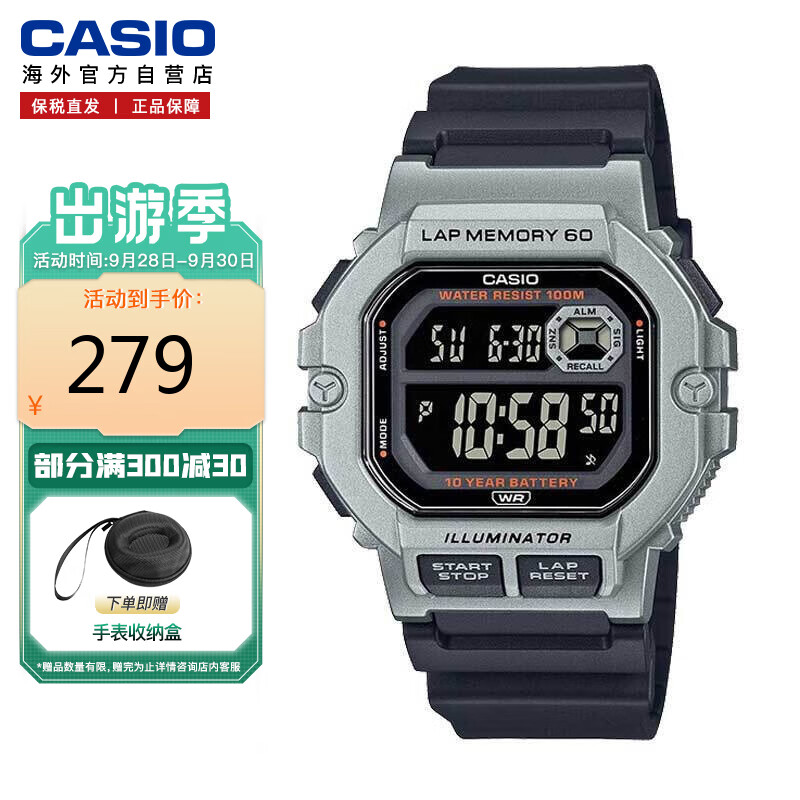 CASIO
海外官方自营店
保税直发 | 正品保障
出游季
活动时间:9月28日-9月30日
活动到手价:
279
¥
部分满300减30
下单即赠
手表收纳盒
*赠品数量有限,赠完为止详情咨询店内客服
LAP MEMORY 60
CASIO
WATER RESIST 100M
ALM
SNZ
SIG
RECALL
ADJUST
LIGHT
SU 6-30
MODE
P 10:58 50
10 YEAR BATTERY
WR
ILLUMINATOR
START STOP
LAP RESET